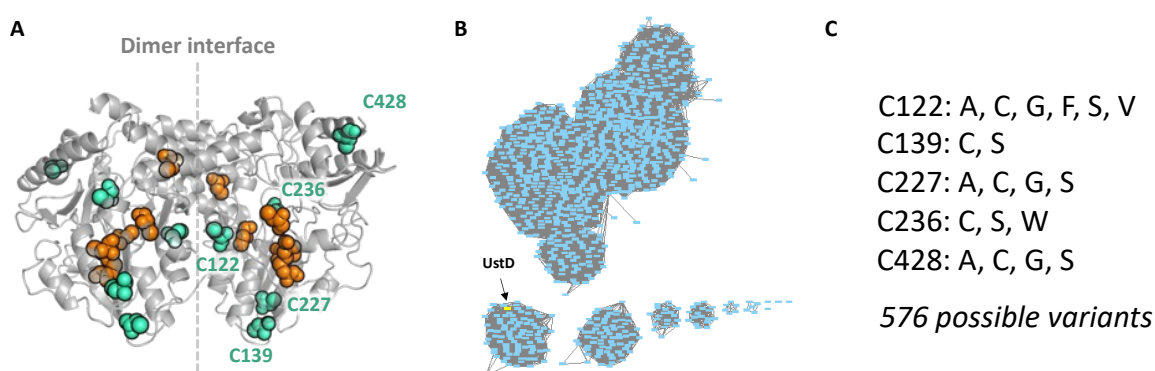 A
Dimer interface
C428
C236
C122
C227
C139
B
UstD
C
C122: A, C, G, F, S, V
C139: C, S
C227: A, C, G, S
C236: C, S, W
C428: A, C, G, S
576 possible variants